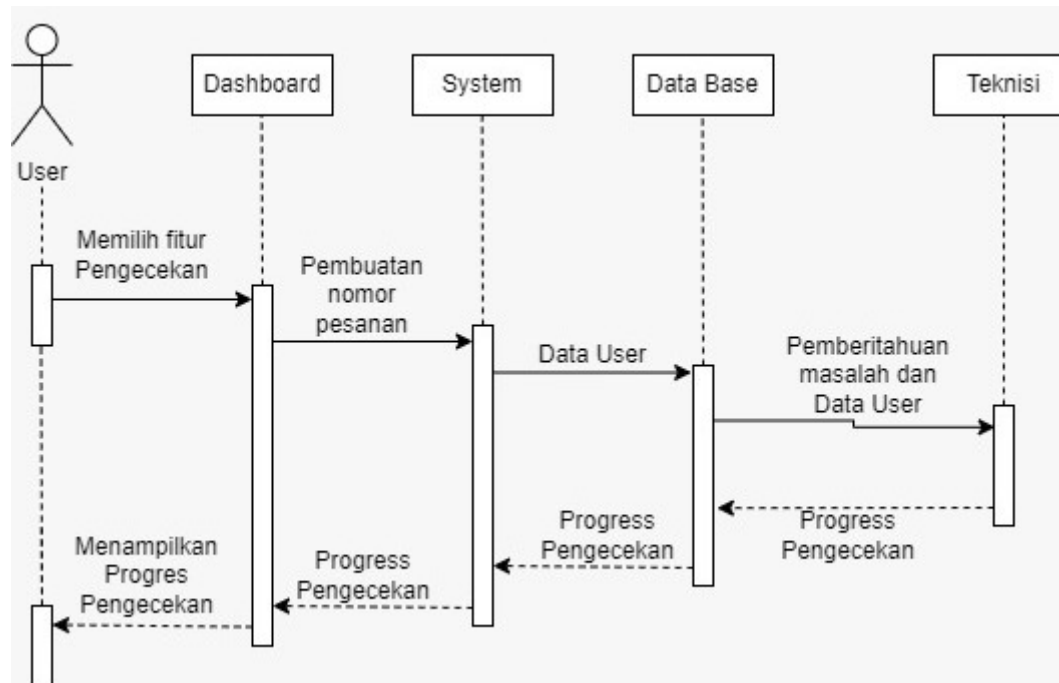 Dashboard
System
Data Base
Teknisi
User
Memilih fitur
Pengecekan
Pembuatan
nomor
pesanan
Data User
Pemberitahuan
masalah dan
Data User
Progress
Pengecekan
Progress
Pengecekan
Progress
Pengecekan
Menampilkan
Progres
Pengecekan